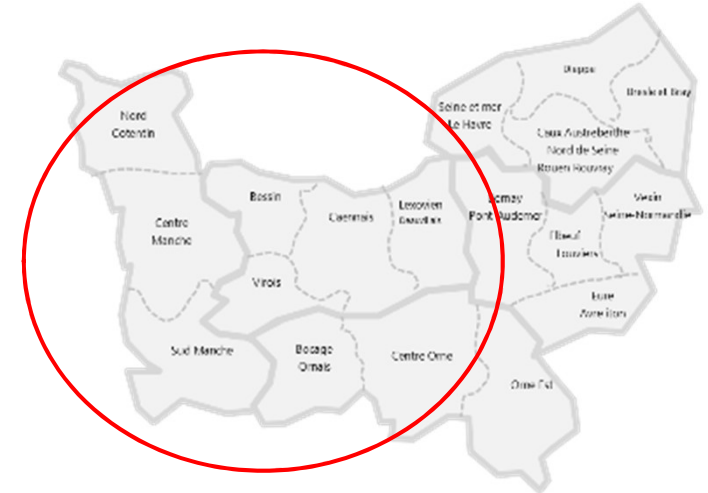 Dieppe
Bresle et Bray
Seine et mer
Le Havre
Caux Austreberthe
Nord de Seine
Rouen Rouvray
Nord
Cotentin
Bessin
Caennais
Lexovien
Pont Audemer
Vexin
Seine-Normandie
Centre
Manche
Elbeuf
Louviers
Virois
Eure
Avre Iton
Sud Manche
Bocage
Ornais
Centre Orne
Orne Est